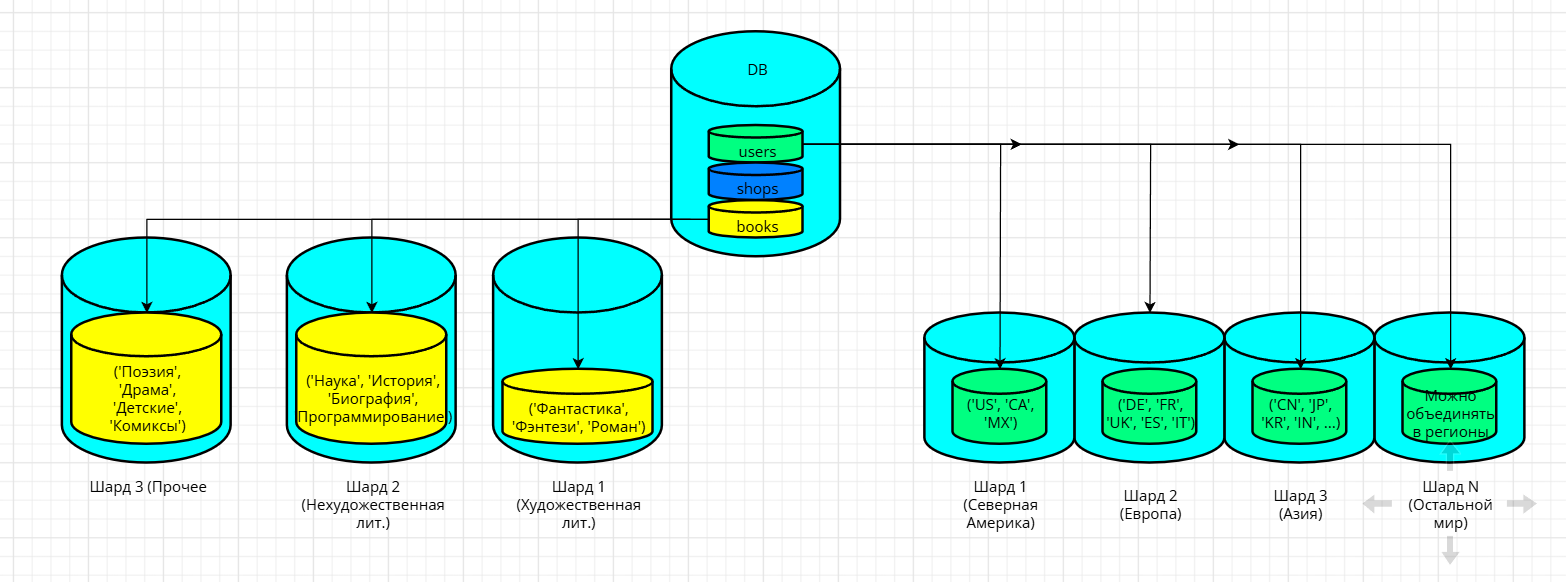 DB
users
shops
books
('Поэзия',
'Драма',
'Детские',
'Комиксы')
('Наука', 'История',
'Биография',
'Программирование')
('Фантастика',
'Фэнтези', 'Роман')
('US', 'CA',
'MX')
('DE', 'FR',
'UK', 'ES', 'IT')
('CN', 'JP',
'KR', 'IN', ...)
Можно
объединять
в регионы
Шард 3 (Прочее
Шард 2
(Нехудожественная
лит.)
Шард 1
(Художественная
лит.)
Шард 1
(Северная
Америка)
Шард 2
(Европа)
Шард 3
(Азия)
Шард N
(Остальной
мир)